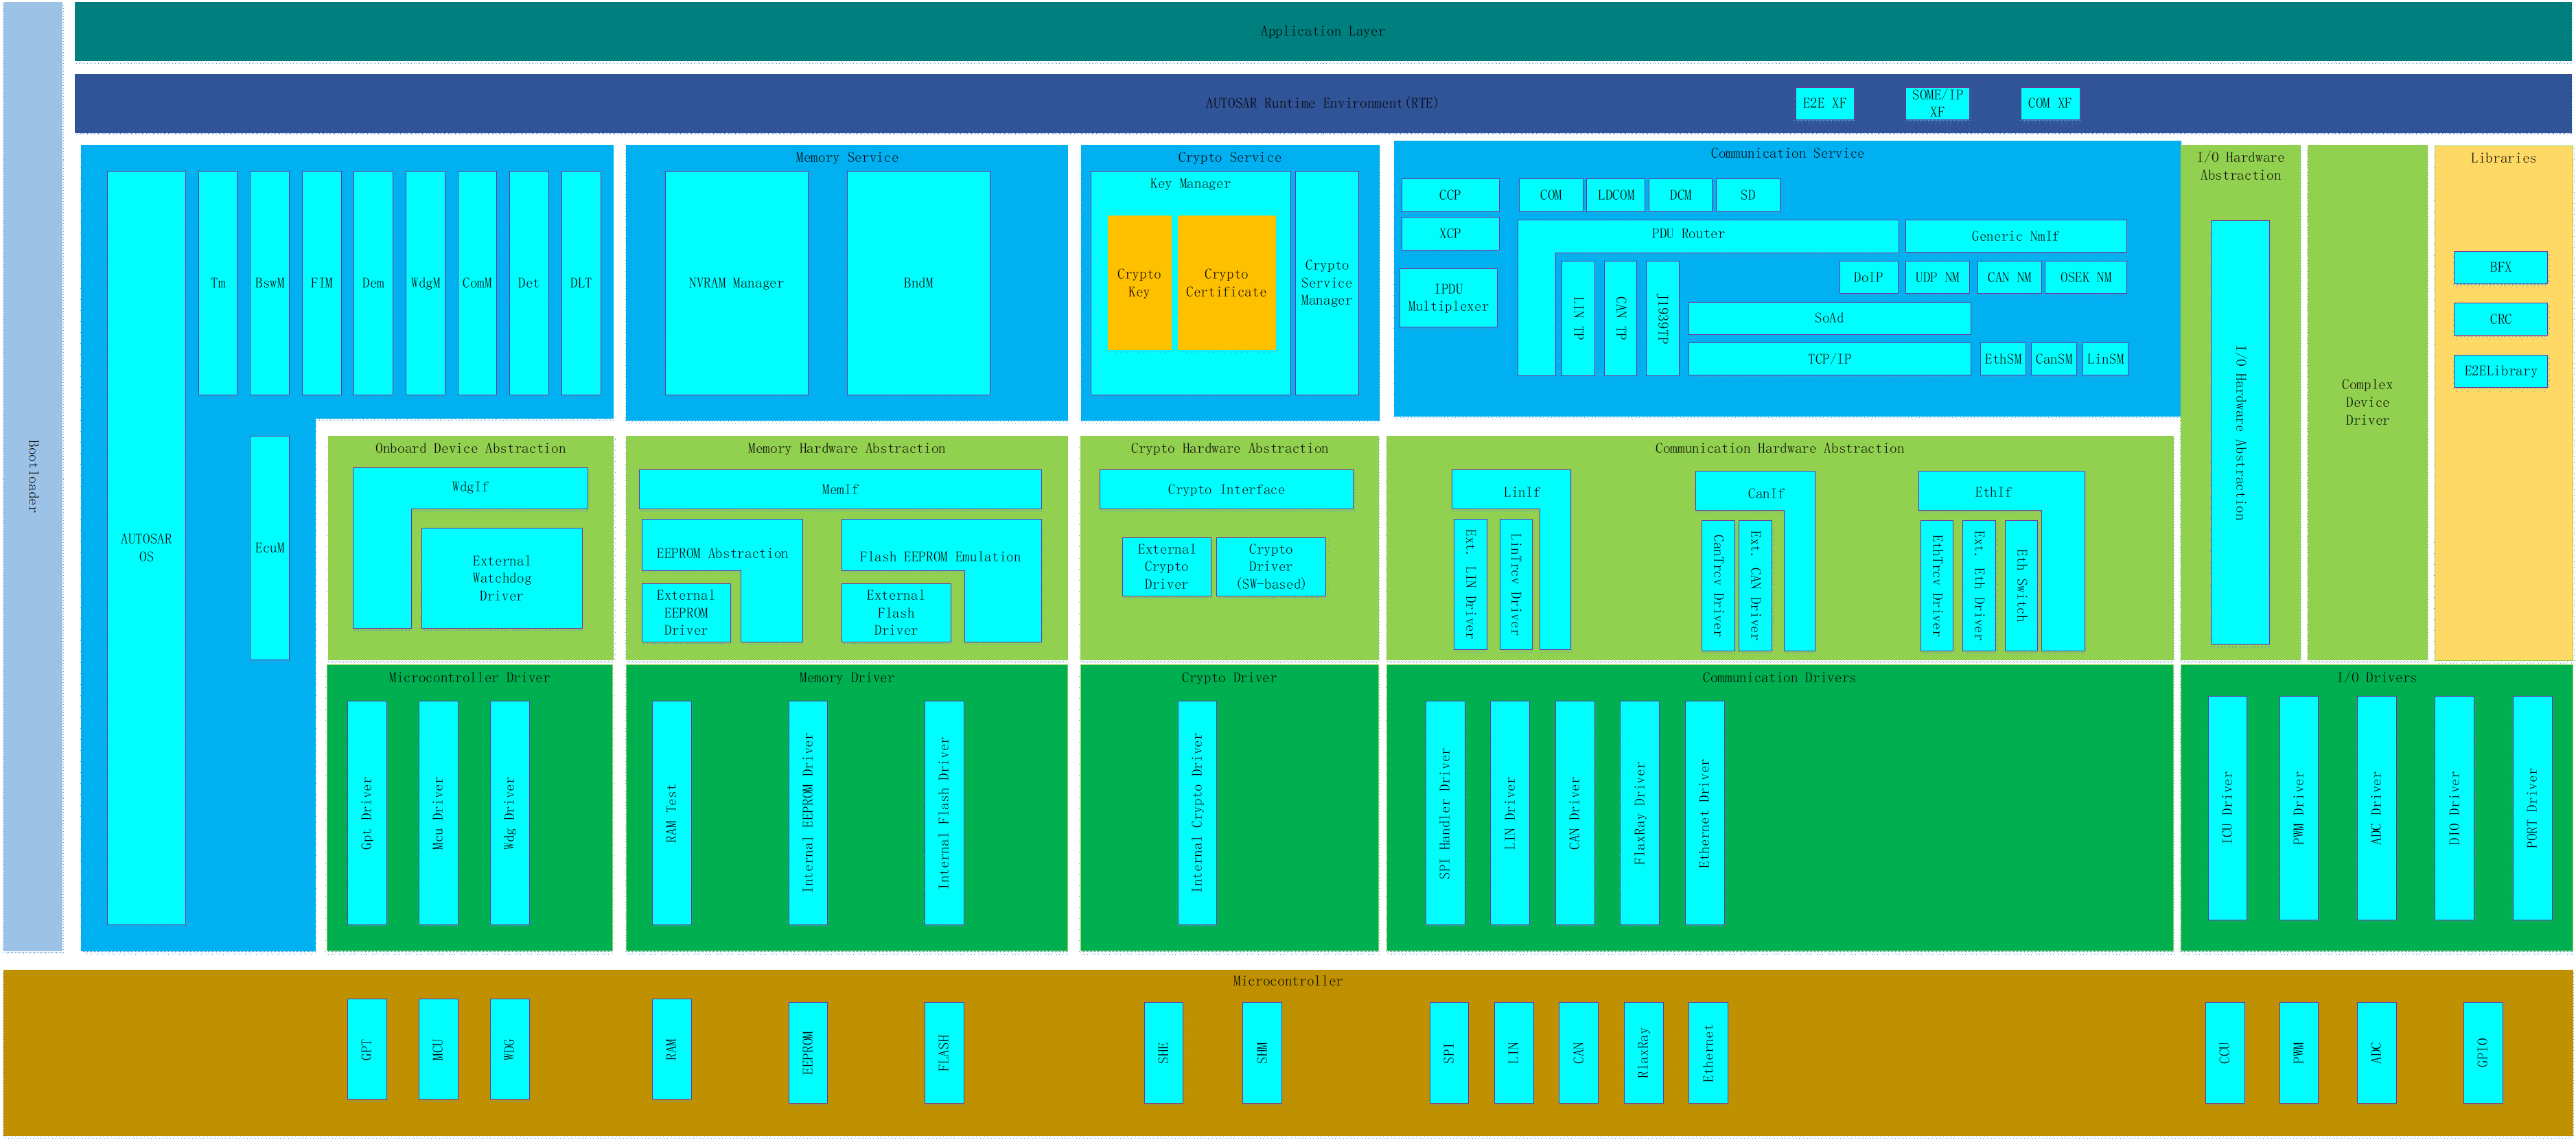 Application Layer
AUTOSAR Runtime Environment(RTE)
E2E XF
SOME/IP
XF
COM XF
Bootloader
AUTOSAR
OS
Tm
BswM
FIM
Dem
WdgM
ComM
Det
DLT
EcuM
Memory Service
NVRAM Manager
BndM
Crypto Service
Key Manager
Crypto
Key
Crypto
Certificate
Crypto
Service
Manager
Communication Service
CCP
XCP
IPDU
Multiplexer
COM
LDCOM
DCM
SD
PDU Router
Generic NmIf
LIN TP
CAN TP
J1939TP
DoIP
UDP NM
CAN NM
OSEK NM
SoAd
TCP/IP
EthSM
CanSM
LinSM
I/O Hardware
Abstraction
I/O Hardware Abstraction
Complex
Device
Driver
Libraries
BFX
CRC
E2ELibrary
Onboard Device Abstraction
WdgIf
External
Watchdog
Driver
Memory Hardware Abstraction
MemIf
EEPROM Abstraction
External
EEPROM
Driver
Flash EEPROM Emulation
External
Flash
Driver
Crypto Hardware Abstraction
Crypto Interface
External
Crypto
Driver
Crypto
Driver
(SW-based)
Communication Hardware Abstraction
LinIf
Ext. LIN Driver
LinTrcv Driver
CanIf
CanTrcv Driver
Ext. CAN Driver
EthIf
EthTrcv Driver
Ext. Eth Driver
Eth Switch
Microcontroller Driver
Gpt Driver
Mcu Driver
Wdg Driver
Memory Driver
RAM Test
Internal EEPROM Driver
Internal Flash Driver
Crypto Driver
Internal Crypto Driver
Communication Drivers
SPI Handler Driver
LIN Driver
CAN Driver
FlaxRay Driver
Ethernet Driver
I/O Drivers
ICU Driver
PWM Driver
ADC Driver
DIO Driver
PORT Driver
Microcontroller
GPT
MCU
WDG
RAM
EEPROM
FLASH
SHE
SHM
SPI
LIN
CAN
RlaxRay
Ethernet
CCU
PWM
ADC
GPIO